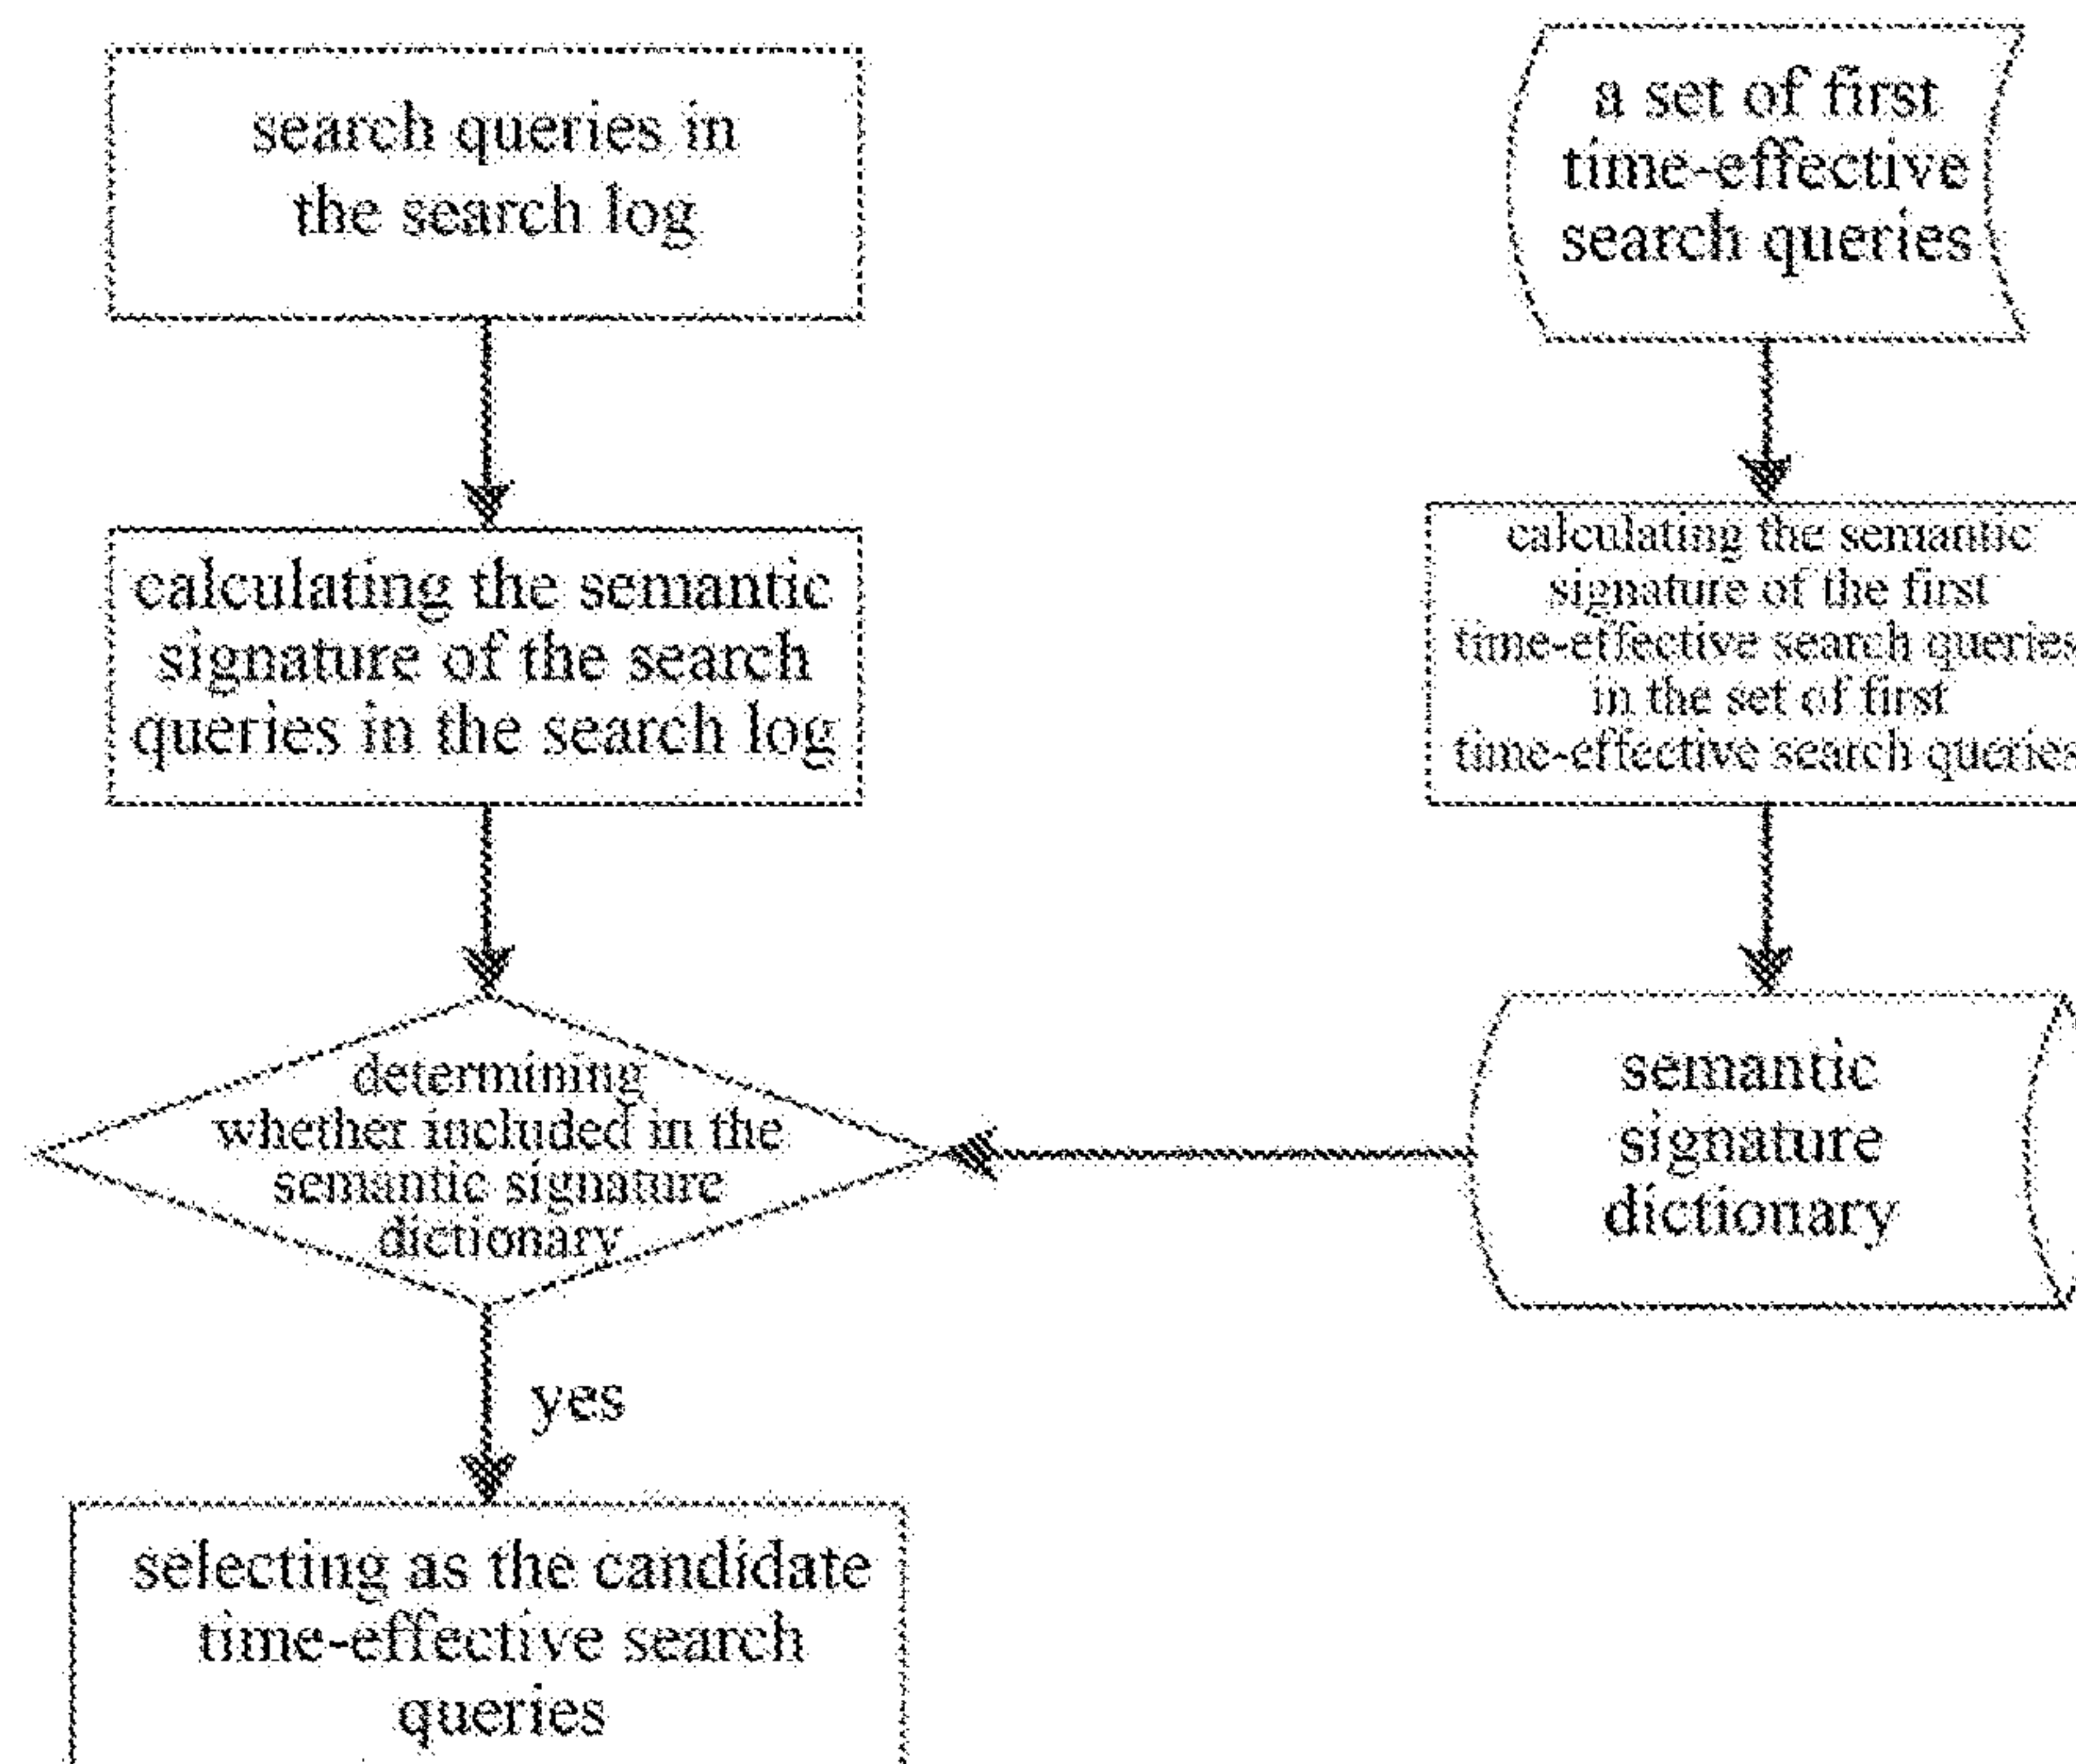 search queries in
the search log
calculating the semantic
signature of the search
queries in the search log
determining
whether included in the
semantic signature
dictionary
yes
selecting as the candidate
time-effective search
queries
a set of first
time-effective
search queries
calculating the semantic
signature of the first
time-effective search queries
in the set of first
time-effective search queries
semantic
signature
dictionary